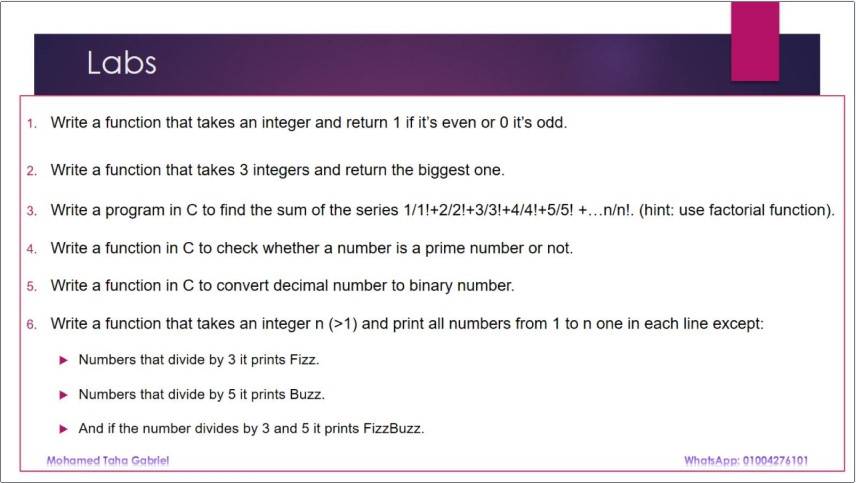 Labs
1. Write a function that takes an integer and return 1 if it's even or 0 it's odd.
2. Write a function that takes 3 integers and return the biggest one.
3. Write a program in C to find the sum of the series 1/1!+2/2!+3/3!+4/4!+5/5! +…n/n!. (hint: use factorial function).
4. Write a function in C to check whether a number is a prime number or not.
5. Write a function in C to convert decimal number to binary number.
6. Write a function that takes an integer n (>1) and print all numbers from 1 to n one in each line except:
Numbers that divide by 3 it prints Fizz.
Numbers that divide by 5 it prints Buzz.
And if the number divides by 3 and 5 it prints FizzBuzz.
Mohamed Taha Gabriel
WhatsApp: 01004276101